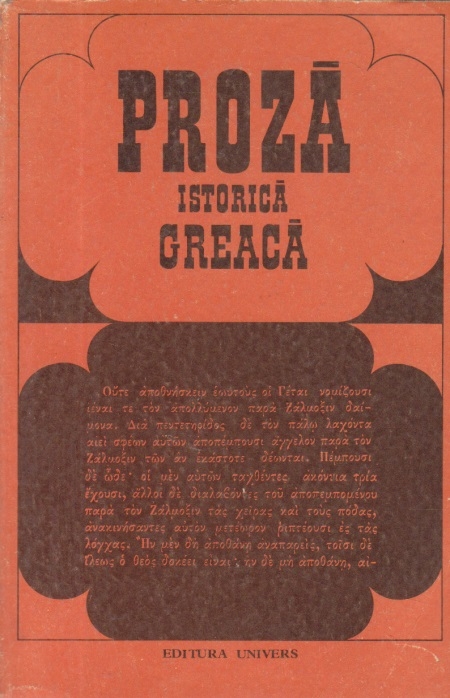 PROZĂ
ISTORICĂ
GREACĂ
Οὔτε ἀποθνήσκειν ἑωυτοὺς οἱ Γέται νομίζουσι
ἰέναι τε τὸν ἀπολλύμενον παρὰ Ζάλμοξιν δαί-
μονα. Διὰ πεντετηρίδος δὲ τὸν πάλῳ λαχόντα
αἰεὶ σφέων αὐτῶν ἀποπέμπουσι ἄγγελον παρὰ τὸν
Ζάλμοξιν τῶν ἂν ἑκάστοτε δέωνται. Πέμπουσι
δὲ ὧδε· οἱ μὲν αὐτῶν ταχθέντες ἀκόντια τρία
ἔχουσι, ἄλλοι δὲ διαλαβόντες τοῦ ἀποπεμπομένου
παρὰ τὸν Ζάλμοξιν τὰς χεῖρας καὶ τοὺς πόδας,
ἀνακινήσαντες αὐτὸν μετέωρον ῥιπτέουσι ἐς τὰς
λόγχας. Ἢν μὲν δὴ ἀποθάνῃ ἀναπαρείς, τοῖσι δὲ
ἵλεως ὁ θεὸς δοκέει εἶναι· ἢν δὲ μὴ ἀποθάνῃ, αἰ-
EDITURA UNIVERS